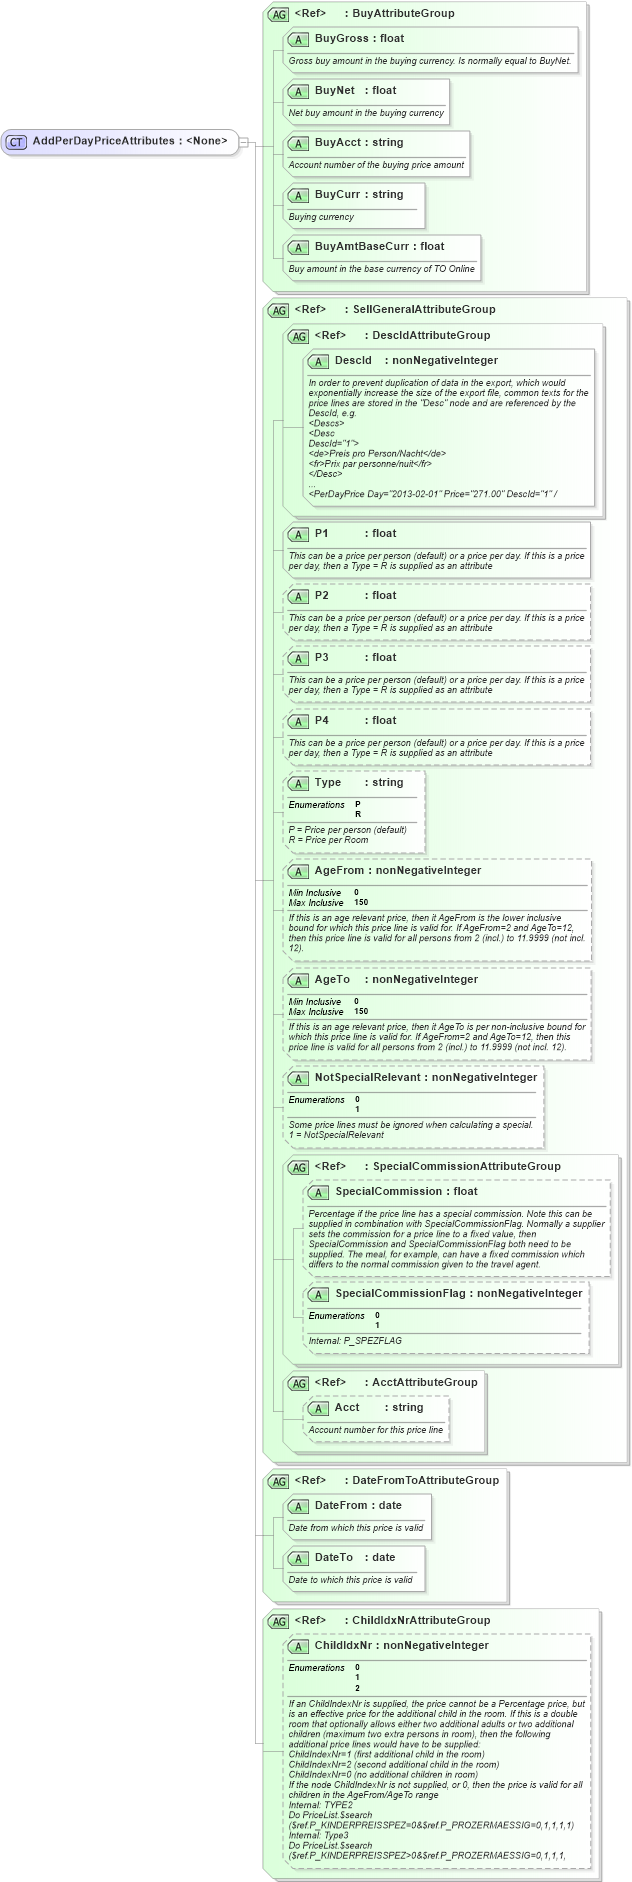 CT AddPerDayPriceAttributes : <None>
AG <Ref> : BuyAttributeGroup
A BuyGross : float
Gross buy amount in the buying currency. Is normally equal to BuyNet.
A BuyNet : float
Net buy amount in the buying currency
A BuyAcct : string
Account number of the buying price amount
A BuyCurr : string
Buying currency
A BuyAmtBaseCurr : float
Buy amount in the base currency of TO Online
AG <Ref> : SellGeneralAttributeGroup
AG <Ref> : DescIdAttributeGroup
A DescId : nonNegativeInteger
In order to prevent duplication of data in the export, which would
exponentially increase the size of the export file, common texts for the
price lines are stored in the "Desc" node and are referenced by the
DescId, e.g.
<Descs>
<Desc
DescId="1">
<de>Preis pro Person/Nacht</de>
<fr>Prix par personne/nuit</fr>
</Desc>
...
<PerDayPrice Day="2013-02-01" Price="271.00" DescId="1" /
A P1 : float
This can be a price per person (default) or a price per day. If this is a price
per day, then a Type = R is supplied as an attribute
A P2 : float
This can be a price per person (default) or a price per day. If this is a price
per day, then a Type = R is supplied as an attribute
A P3 : float
This can be a price per person (default) or a price per day. If this is a price
per day, then a Type = R is supplied as an attribute
A P4 : float
This can be a price per person (default) or a price per day. If this is a price
per day, then a Type = R is supplied as an attribute
A Type : string
Enumerations P
R
P = Price per person (default)
R = Price per Room
A AgeFrom : nonNegativeInteger
Min Inclusive 0
Max Inclusive 150
If this is an age relevant price, then it AgeFrom is the lower inclusive
bound for which this price line is valid for. If AgeFrom=2 and AgeTo=12,
then this price line is valid for all persons from 2 (incl.) to 11.9999 (not incl.
12).
A AgeTo : nonNegativeInteger
Min Inclusive 0
Max Inclusive 150
If this is an age relevant price, then it AgeTo is per non-inclusive bound for
which this price line is valid for. If AgeFrom=2 and AgeTo=12, then this
price line is valid for all persons from 2 (incl.) to 11.9999 (not incl. 12).
A NotSpecialRelevant : nonNegativeInteger
Enumerations 0
1
Some price lines must be ignored when calculating a special.
1 = NotSpecialRelevant
AG <Ref> : SpecialCommissionAttributeGroup
A SpecialCommission : float
Percentage if the price line has a special commission. Note this can be
supplied in combination with SpecialCommissionFlag. Normally a supplier
sets the commission for a price line to a fixed value, then
SpecialCommission and SpecialCommissionFlag both need to be
supplied. The meal, for example, can have a fixed commission which
differs to the normal commission given to the travel agent.
A SpecialCommissionFlag : nonNegativeInteger
Enumerations 0
1
Internal: P_SPEZFLAG
AG <Ref> : AcctAttributeGroup
A Acct : string
Account number for this price line
AG <Ref> : DateFromToAttributeGroup
A DateFrom : date
Date from which this price is valid
A DateTo : date
Date to which this price is valid
AG <Ref> : ChildIdxNrAttributeGroup
A ChildIdxNr : nonNegativeInteger
Enumerations 0
1
2
If an ChildIndexNr is supplied, the price cannot be a Percentage price, but
is an effective price for the additional child in the room. If this is a double
room that optionally allows either two additional adults or two additional
children (maximum two extra persons in room), then the following
additional price lines would have to be supplied:
ChildIndexNr=1 (first additional child in the room)
ChildIndexNr=2 (second additional child in the room)
ChildIndexNr=0 (no additional children in room)
If the node ChildIndexNr is not supplied, or 0, then the price is valid for all
children in the AgeFrom/AgeTo range
Internal: TYPE2
Do PriceList.$search
($ref.P_KINDERPREISSPEZ=0&$ref.P_PROZERMAESSIG=0,1,1,1,1)
Internal: Type3
Do PriceList.$search
($ref.P_KINDERPREISSPEZ>0&$ref.P_PROZERMAESSIG=0,1,1,1,